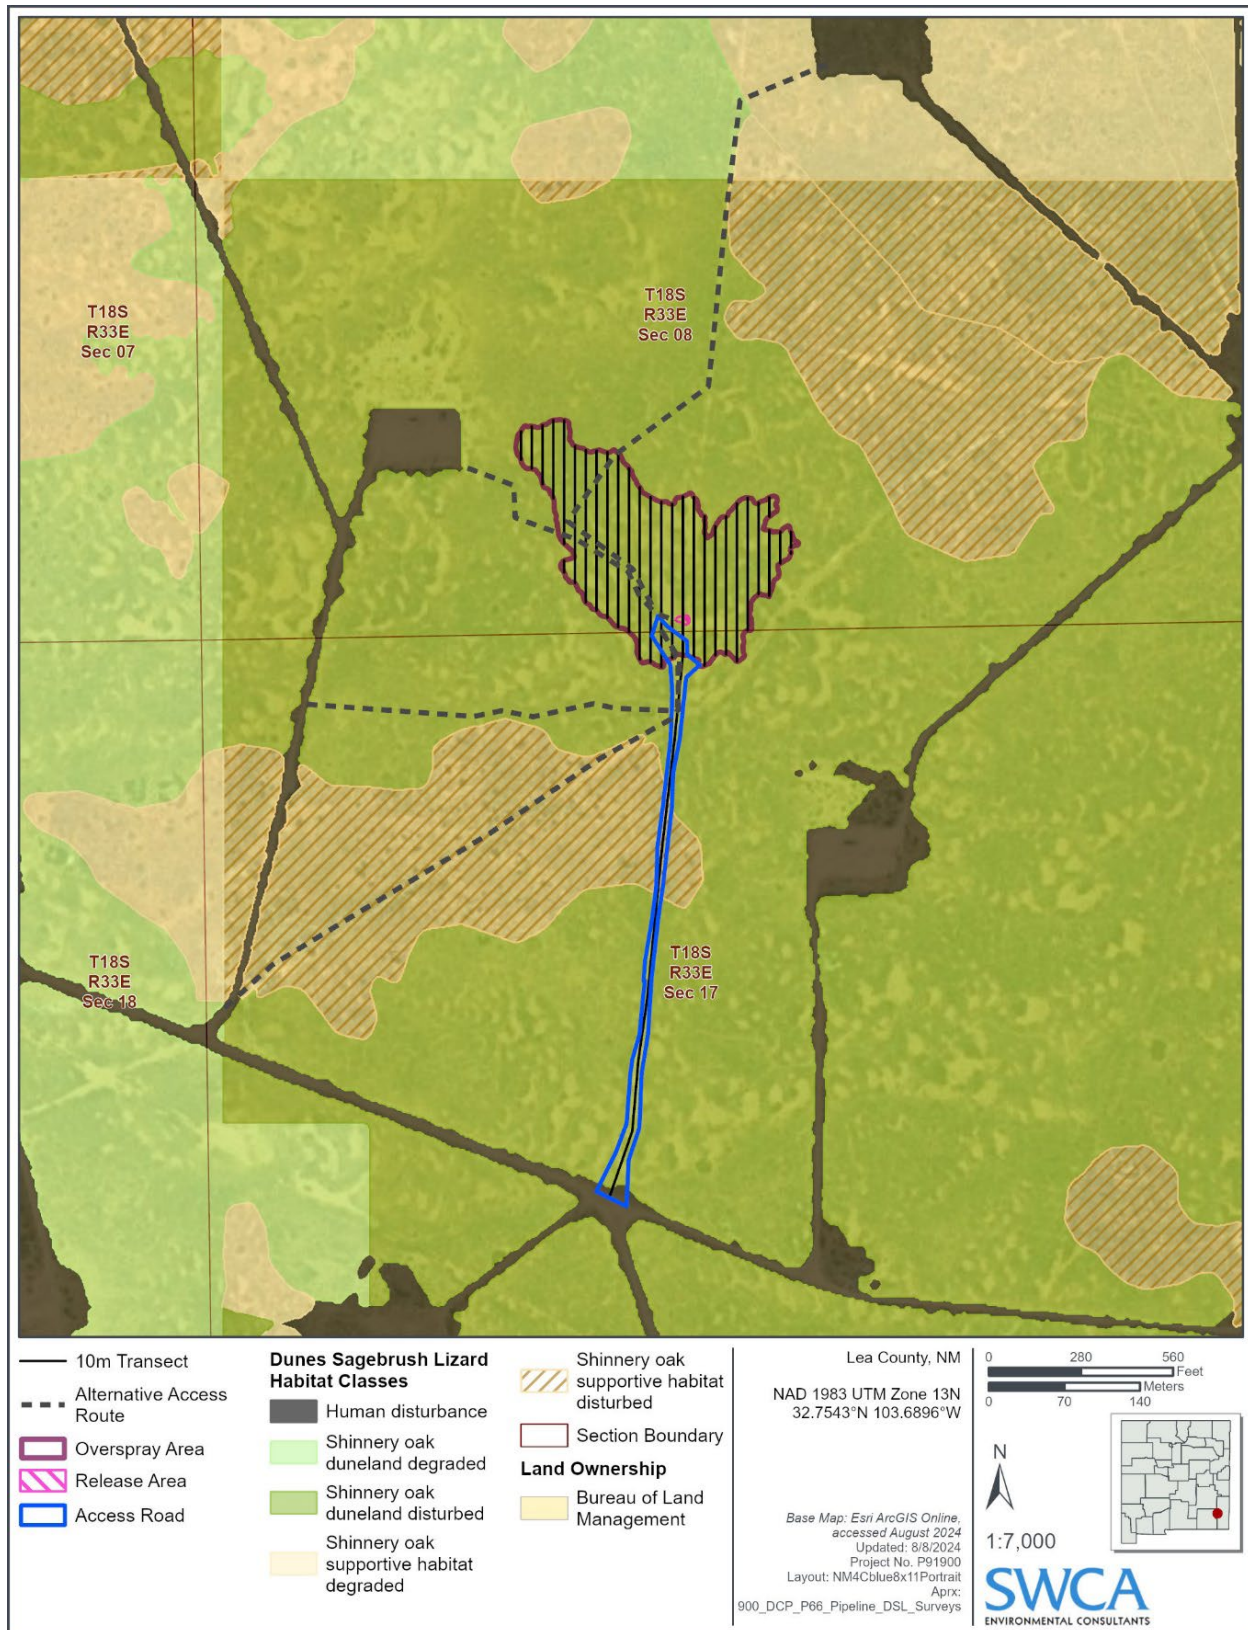 T18S
R33E
Sec 07
T18S
R33E
Sec 08
T18S
R33E
Sec 18
T18S
R33E
Sec 17
10m Transect
Alternative Access
Route
Overspray Area
Release Area
Access Road
Dunes Sagebrush Lizard
Habitat Classes
Human disturbance
Shinnery oak
duneland degraded
Shinnery oak
duneland disturbed
Shinnery oak
supportive habitat
degraded
Shinnery oak
supportive habitat
disturbed
Section Boundary
Land Ownership
Bureau of Land
Management
Lea County, NM
NAD 1983 UTM Zone 13N
32.7543°N 103.6896°W
Base Map: Esri ArcGIS Online,
accessed August 2024
Updated: 8/8/2024
Project No. P91900
Layout: NM4Cblue8x11Portrait
Aprx:
900_DCP_P66_Pipeline_DSL_Surveys
0 280 560
Feet
Meters
0 70 140
N
1:7,000
SWCA
ENVIRONMENTAL CONSULTANTS